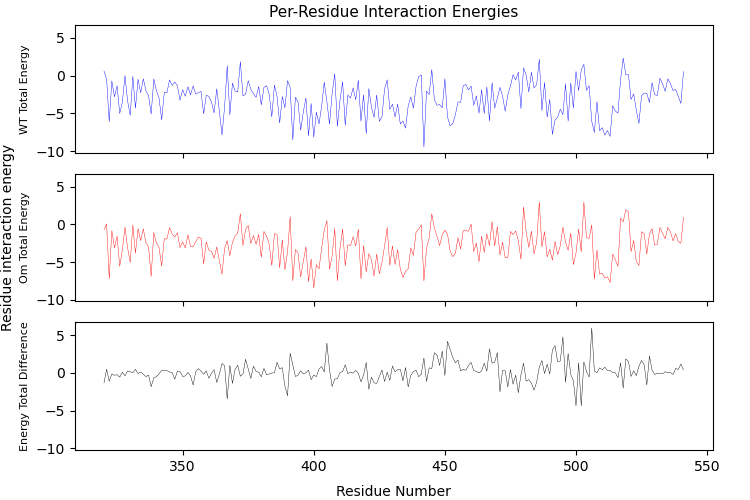 Per-Residue Interaction Energies
WT Total Energy
5
0
−5
−10
Residue interaction energy
Om Total Energy
5
0
−5
−10
Energy Total Difference
5
0
−5
−10
350
400
450
500
550
Residue Number